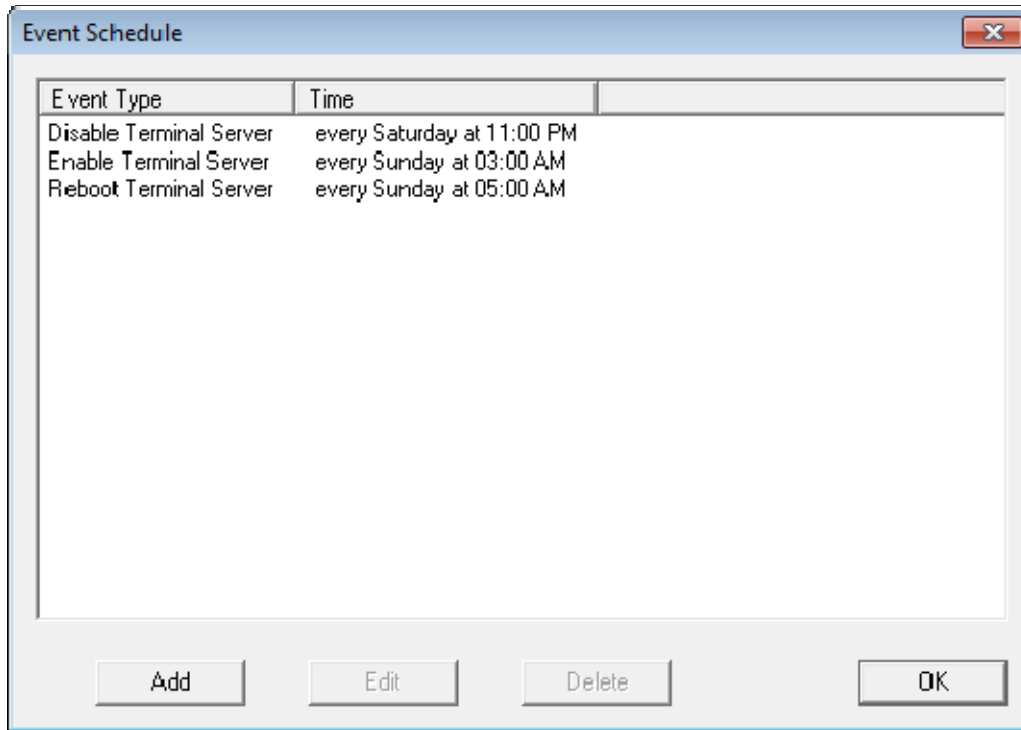 Event Schedule
Event Type Time
Disable Terminal Server every Saturday at 11:00 PM
Enable Terminal Server every Sunday at 03:00 AM
Reboot Terminal Server every Sunday at 05:00 AM
Add Edit Delete OK